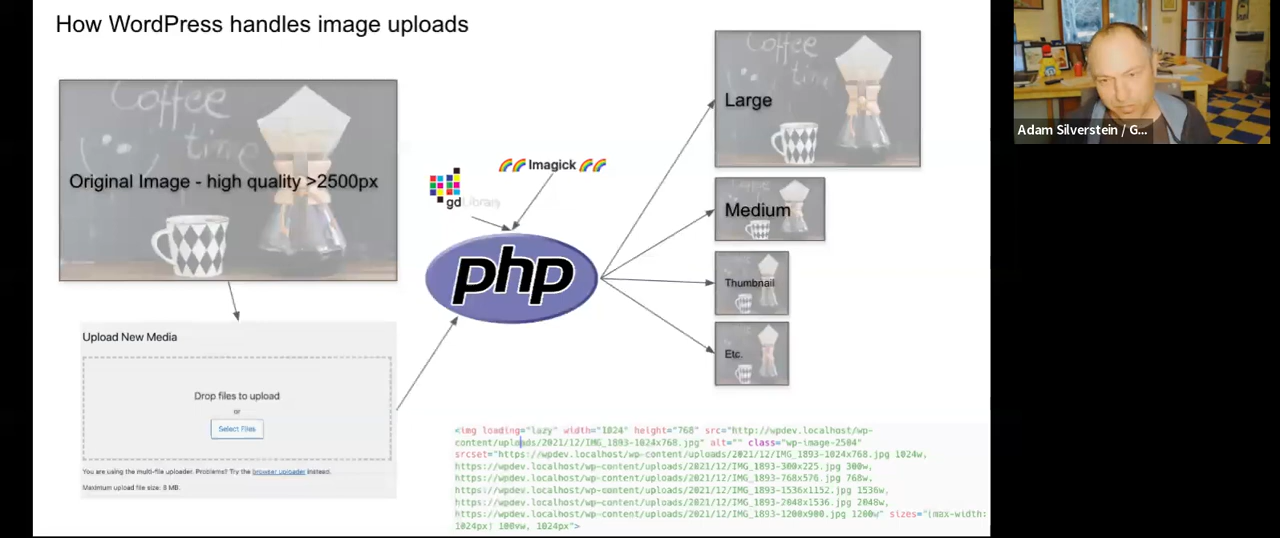 How WordPress handles image uploads
Original Image - high quality >2500px
Coffee
time
Upload New Media
Drop files to upload
or
Select Files
You are using the multi-file uploader. Problems? Try the browser uploader instead.
Maximum upload file size: 8 MB.
gdLibrary
🌈🌈 Imagick 🌈🌈
php
Coffee
time
Large
Medium
Thumbnail
Etc.
<img loading="lazy" width="1024" height="768" src="http://wpdev.localhost/wp-
content/uploads/2021/12/IMG_1893-1024x768.jpg" alt="" class="wp-image-2504"
srcset="https://wpdev.localhost/wp-content/uploads/2021/12/IMG_1893-1024x768.jpg 1024w,
https://wpdev.localhost/wp-content/uploads/2021/12/IMG_1893-300x225.jpg 300w,
https://wpdev.localhost/wp-content/uploads/2021/12/IMG_1893-768x576.jpg 768w,
https://wpdev.localhost/wp-content/uploads/2021/12/IMG_1893-1536x1152.jpg 1536w,
https://wpdev.localhost/wp-content/uploads/2021/12/IMG_1893-2048x1536.jpg 2048w,
https://wpdev.localhost/wp-content/uploads/2021/12/IMG_1893-1200x900.jpg 1200w" sizes="(max-width:
1024px) 100vw, 1024px">
Adam Silverstein / G...